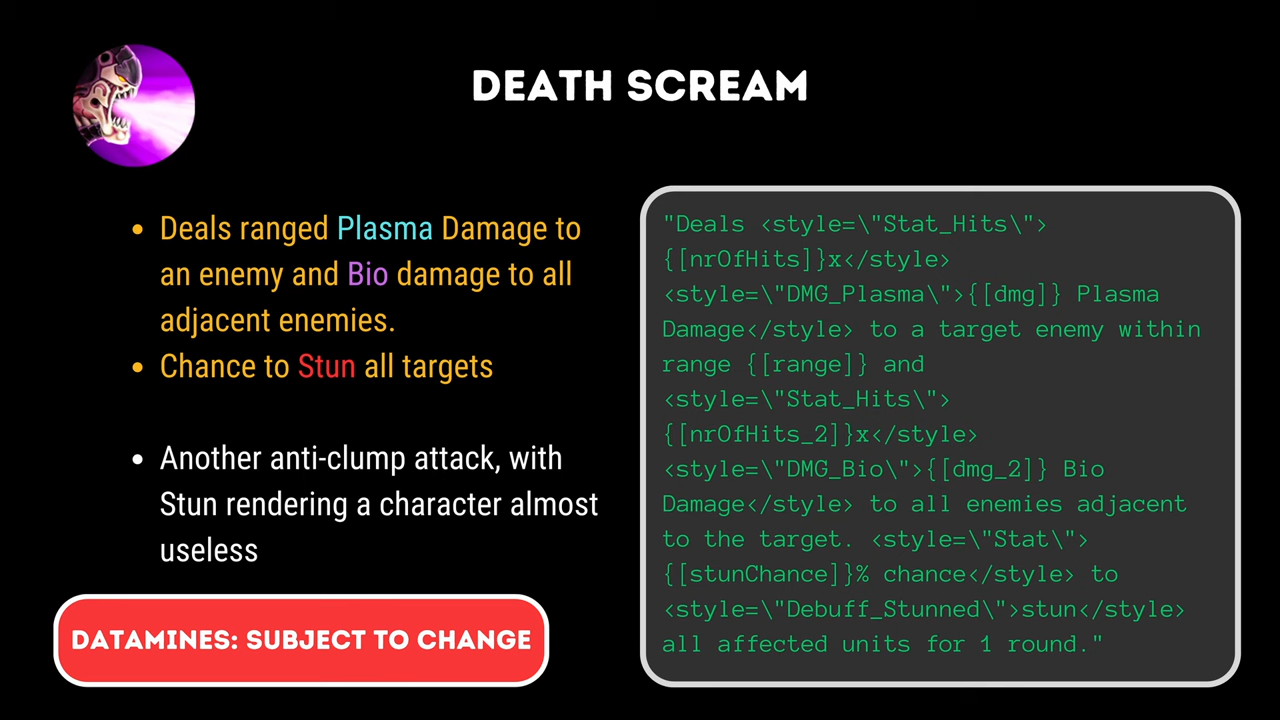 DEATH SCREAM
Deals ranged Plasma Damage to
an enemy and Bio damage to all
adjacent enemies.
Chance to Stun all targets
Another anti-clump attack, with
Stun rendering a character almost
useless
DATAMINES: SUBJECT TO CHANGE
"Deals <style=\"Stat_Hits\">
{[nrOfHits]}x</style>
<style=\"DMG_Plasma\">{[dmg]} Plasma
Damage</style> to a target enemy within
range {[range]} and
<style=\"Stat_Hits\">
{[nrOfHits_2]}x</style>
<style=\"DMG_Bio\">{[dmg_2]} Bio
Damage</style> to all enemies adjacent
to the target. <style=\"Stat\">
{[stunChance]}% chance</style> to
<style=\"Debuff_Stunned\">stun</style>
all affected units for 1 round."